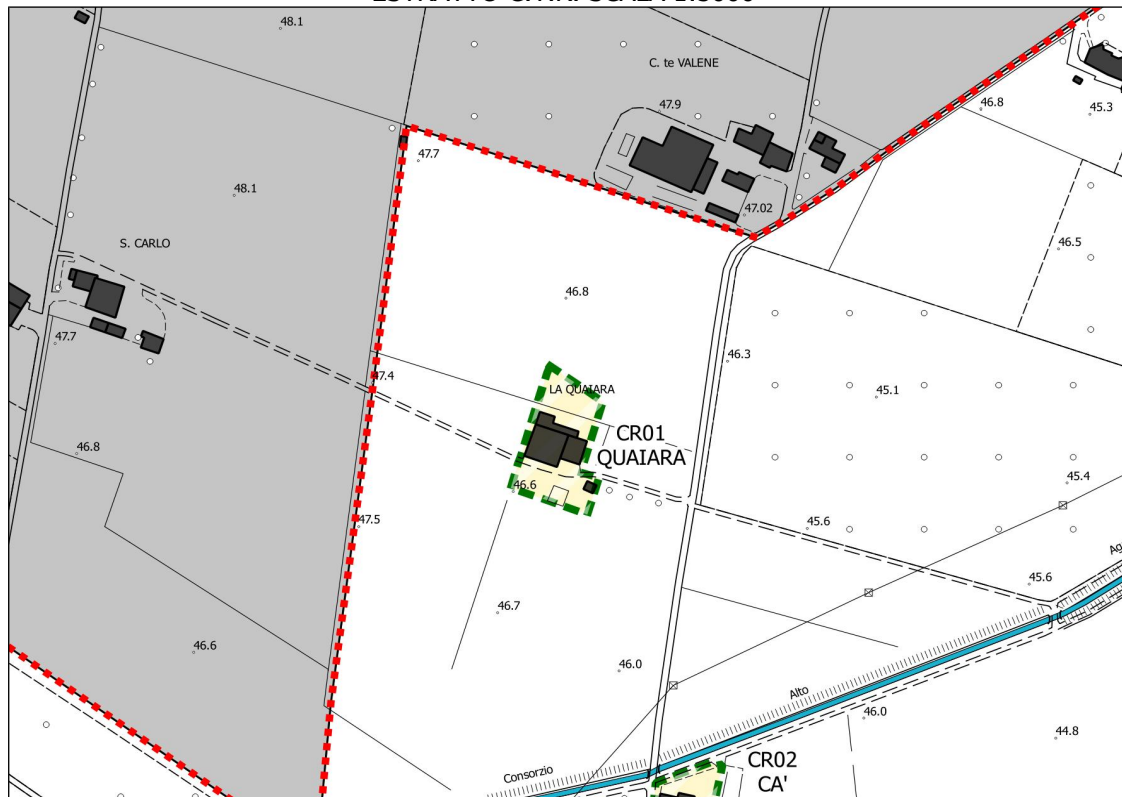 48.1
C. te VALENE
47.9
46.8
45.3
47.7
48.1
47.02
S. CARLO
46.5
46.8
47.7
46.3
47.4
LA QUAIARA
45.1
CR01
QUAIARA
46.8
45.4
46.6
47.5
45.6
45.6
46.7
46.6
46.0
Alto
46.0
44.8
CR02
CA'
Consorzio